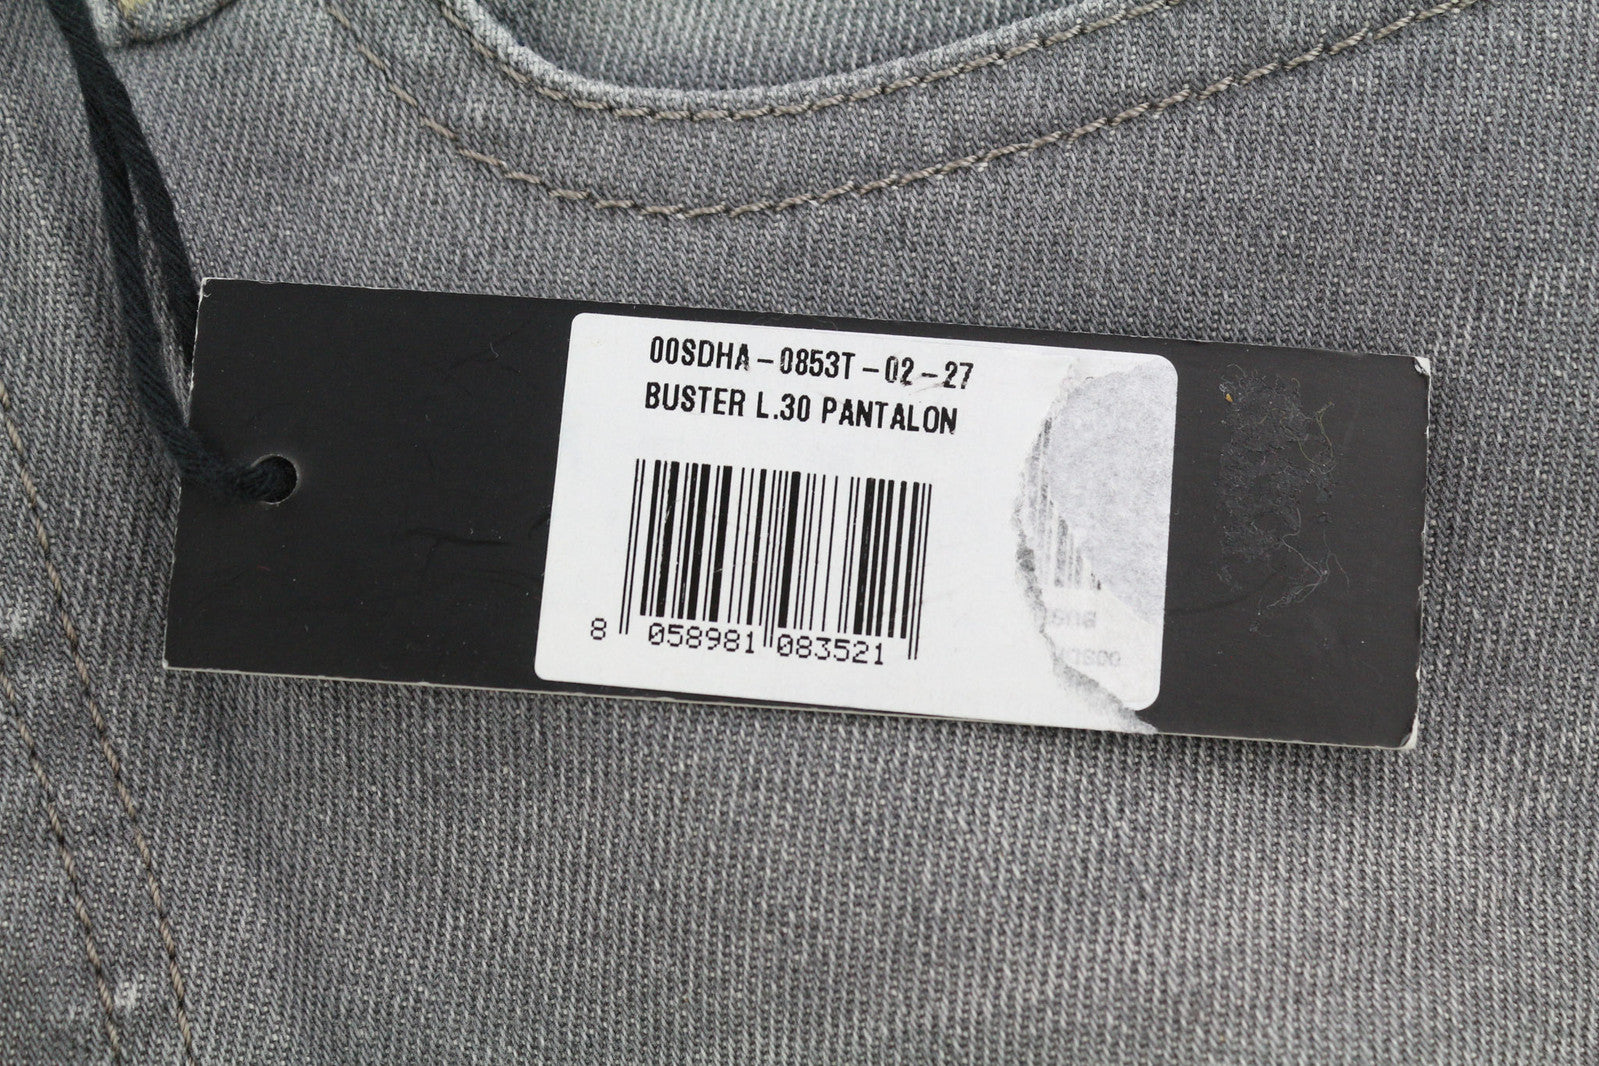 00SDHA-0853T-02-27
BUSTER L.30 PANTALON
8 058981 083521